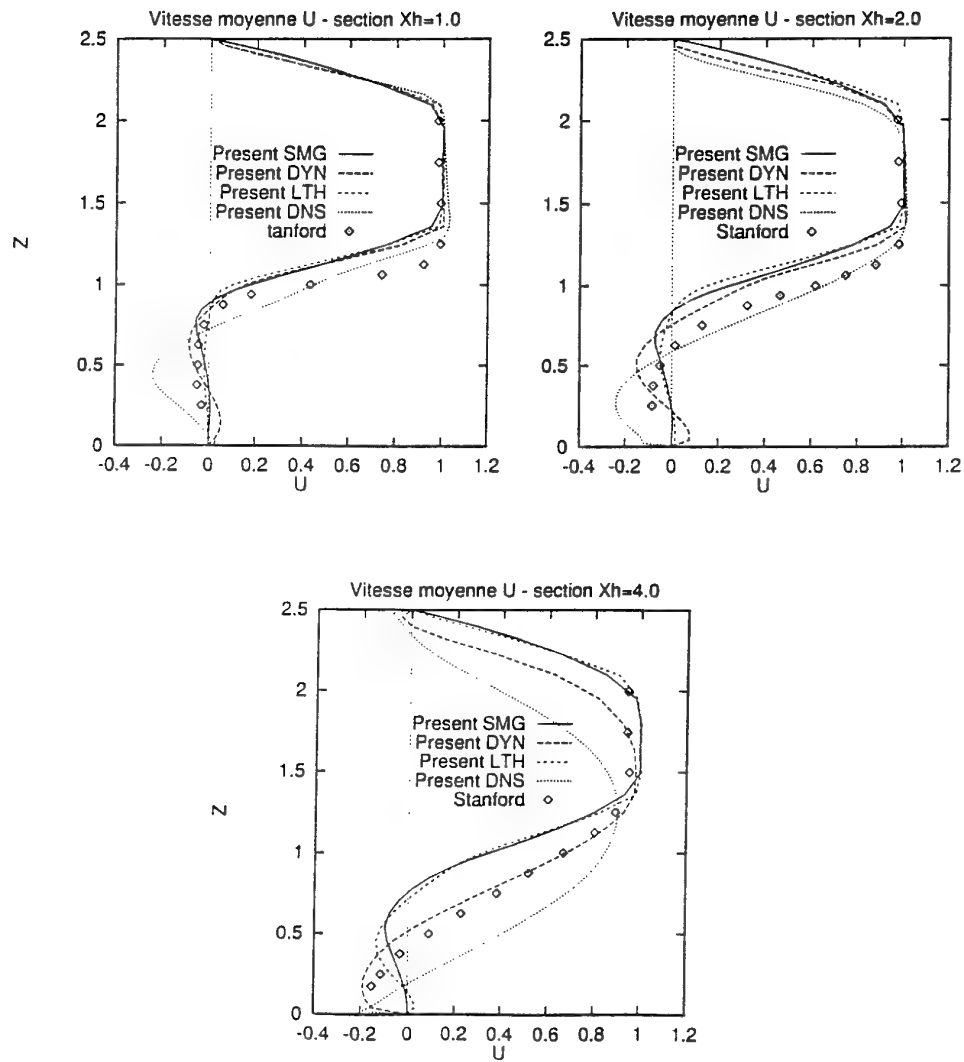 Vitesse moyenne U - section Xh=1.0
2.5
2
1.5
1
0.5
0
Z
Present SMG
Present DYN
Present LTH
Present DNS
tanford
-0.4 -0.2 0 0.2 0.4 0.6 0.8 1 1.2
U
Vitesse moyenne U - section Xh=2.0
2.5
2
1.5
1
0.5
0
Present SMG
Present DYN
Present LTH
Present DNS
Stanford
-0.4 -0.2 0 0.2 0.4 0.6 0.8 1 1.2
U
Vitesse moyenne U - section Xh=4.0
2.5
2
1.5
1
0.5
0
Z
Present SMG
Present DYN
Present LTH
Present DNS
Stanford
-0.4 -0.2 0 0.2 0.4 0.6 0.8 1 1.2
U